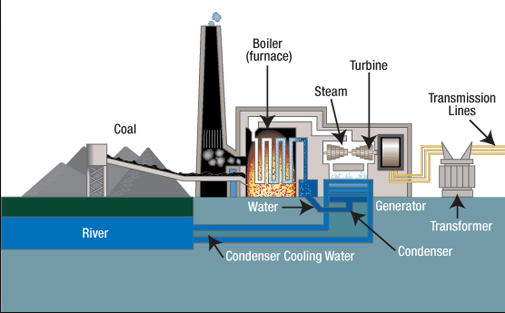 Boiler
(furnace)
Turbine
Steam
Transmission
Lines
Coal
Water
Generator
River
Transformer
Condenser Cooling Water
Condenser